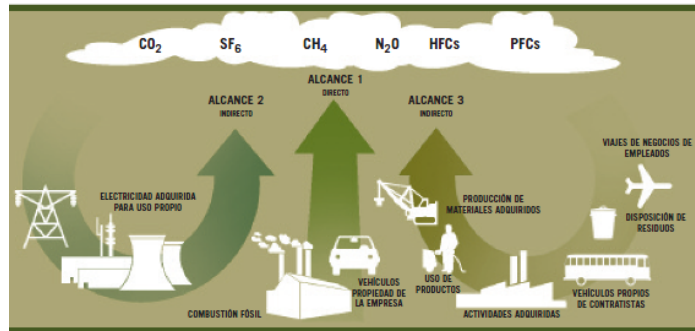 CO2 SF6 CH4 N2O HFCs PFCs
ALCANCE 1
DIRECTO
ALCANCE 2
INDIRECTO
ALCANCE 3
INDIRECTO
VIAJES DE NEGOCIOS DE
EMPLEADOS
ELECTRICIDAD ADQUIRIDA
PARA USO PROPIO
PRODUCCIÓN DE
MATERIALES ADQUIRIDOS
DISPOSICIÓN DE
RESIDUOS
COMBUSTIÓN FÓSIL
VEHÍCULOS
PROPIEDAD DE
LA EMPRESA
USO DE
PRODUCTOS
ACTIVIDADES ADQUIRIDAS
VEHÍCULOS PROPIOS
DE CONTRATISTAS